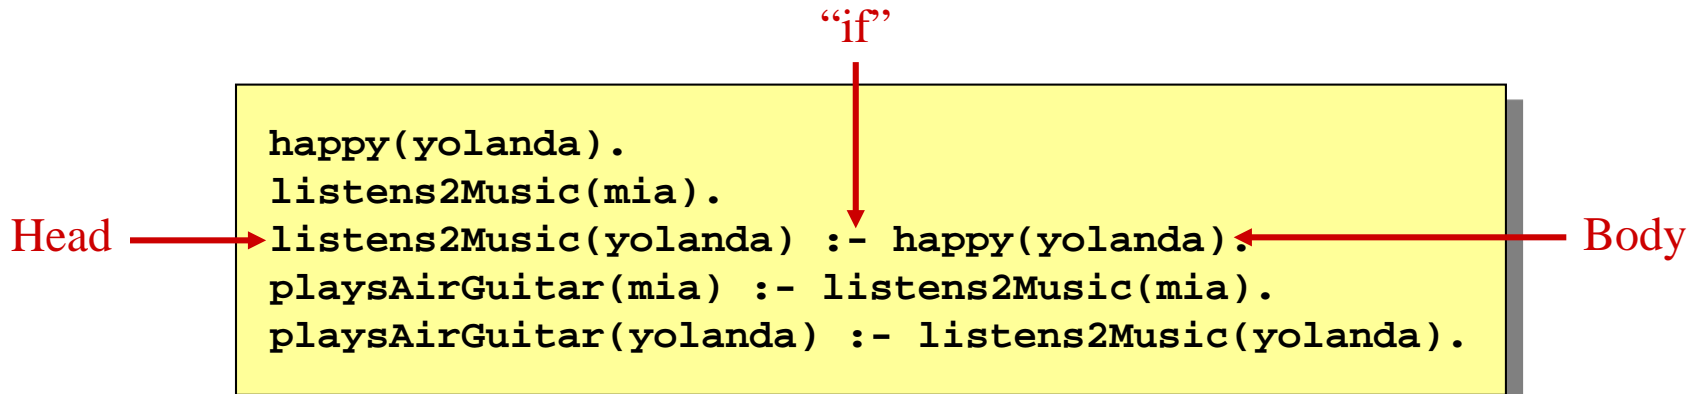 “if”
happy(yolanda).
listens2Music(mia).
Head listens2Music(yolanda) :- happy(yolanda). Body
playsAirGuitar(mia) :- listens2Music(mia).
playsAirGuitar(yolanda) :- listens2Music(yolanda).